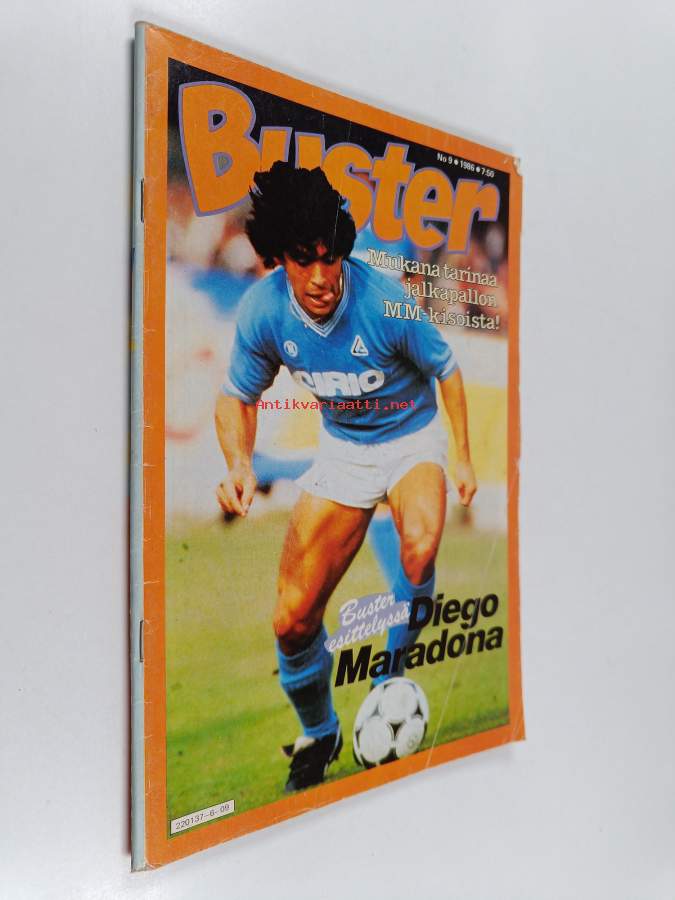 Buster
No 9 • 1986 • 7:50
Mukana tarinaa
jalkapallon
MM-kisoista!
CIRIO
Antikvariaatti.net
Buster
esittelyssä
Diego
Maradona
220137-8-09